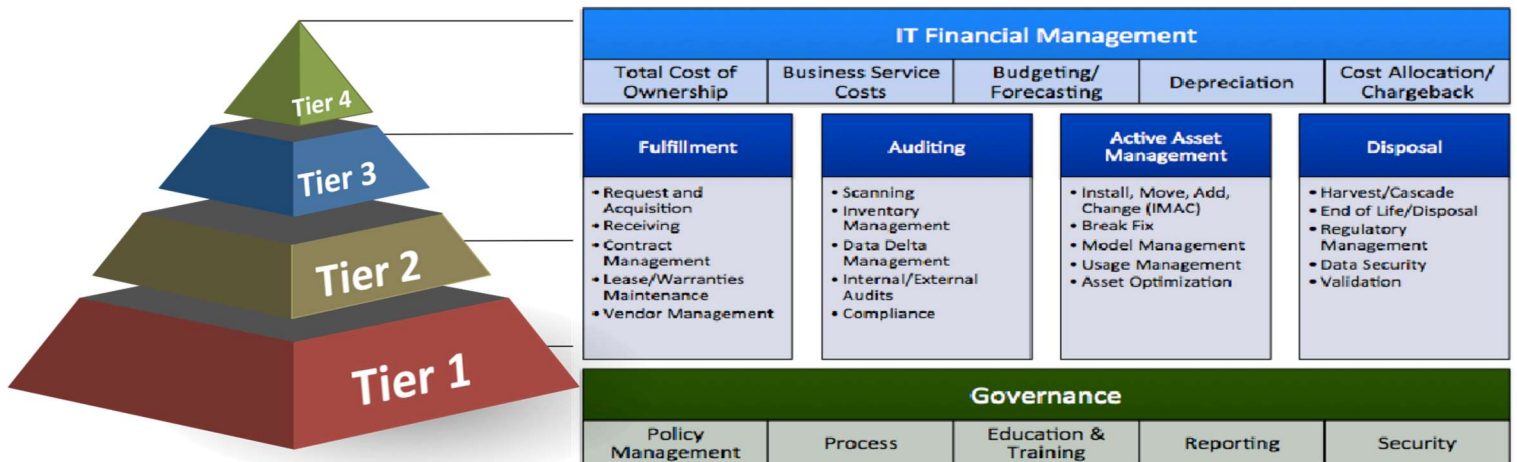 Tier 4
Tier 3
Tier 2
Tier 1
IT Financial Management
Total Cost of
Ownership
Business Service
Costs
Budgeting/
Forecasting
Depreciation
Cost Allocation/
Chargeback
Fulfillment
• Request and
Acquisition
• Receiving
• Contract
Management
• Lease/Warranties
Maintenance
• Vendor Management
Auditing
• Scanning
• Inventory
Management
• Data Delta
Management
• Internal/External
Audits
• Compliance
Active Asset
Management
• Install, Move, Add,
Change (IMAC)
• Break Fix
• Model Management
• Usage Management
• Asset Optimization
Disposal
• Harvest/Cascade
• End of Life/Disposal
• Regulatory
Management
• Data Security
• Validation
Governance
Policy
Management
Process
Education &
Training
Reporting
Security